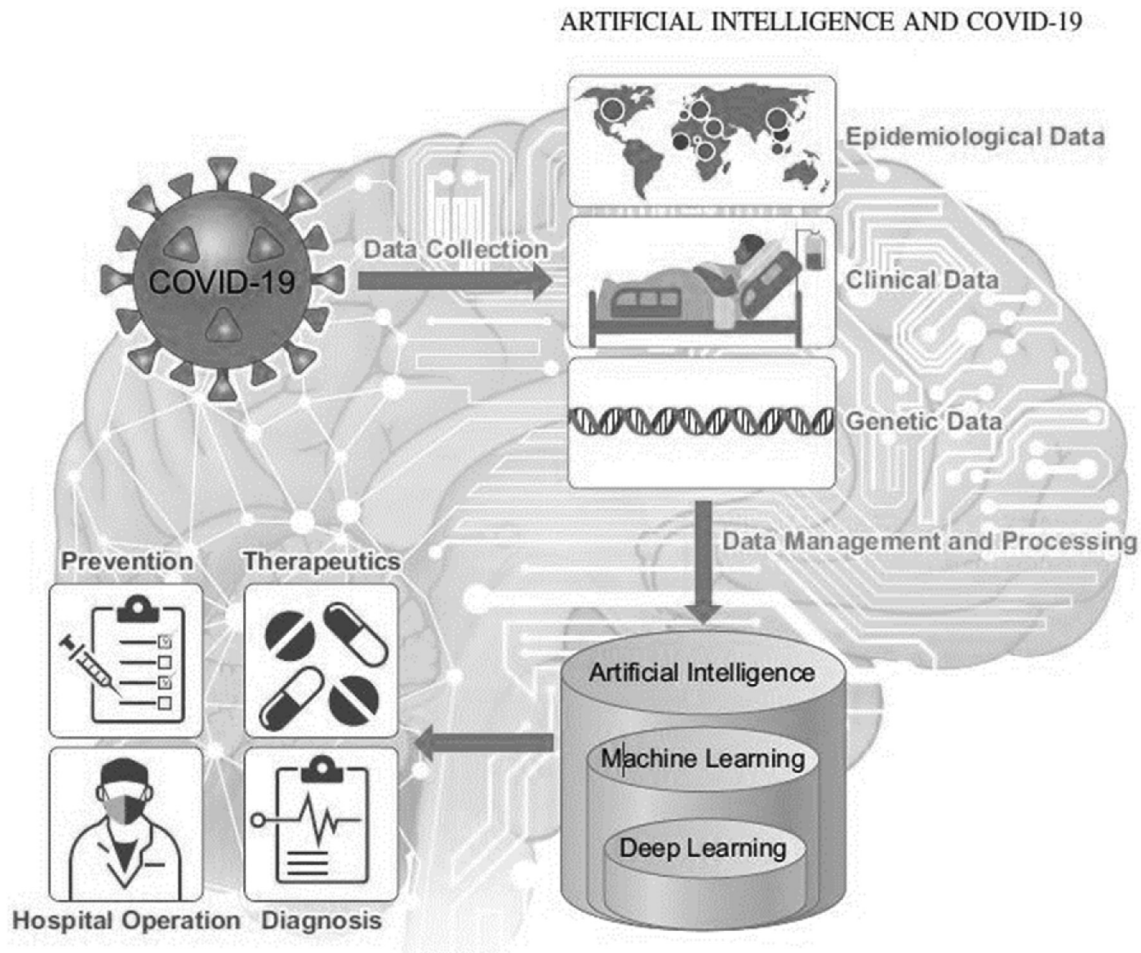 ARTIFICIAL INTELLIGENCE AND COVID-19
Epidemiological Data
Data Collection
COVID-19
Clinical Data
Genetic Data
Data Management and Processing
Prevention
Therapeutics
Artificial Intelligence
Machine Learning
Deep Learning
Hospital Operation
Diagnosis